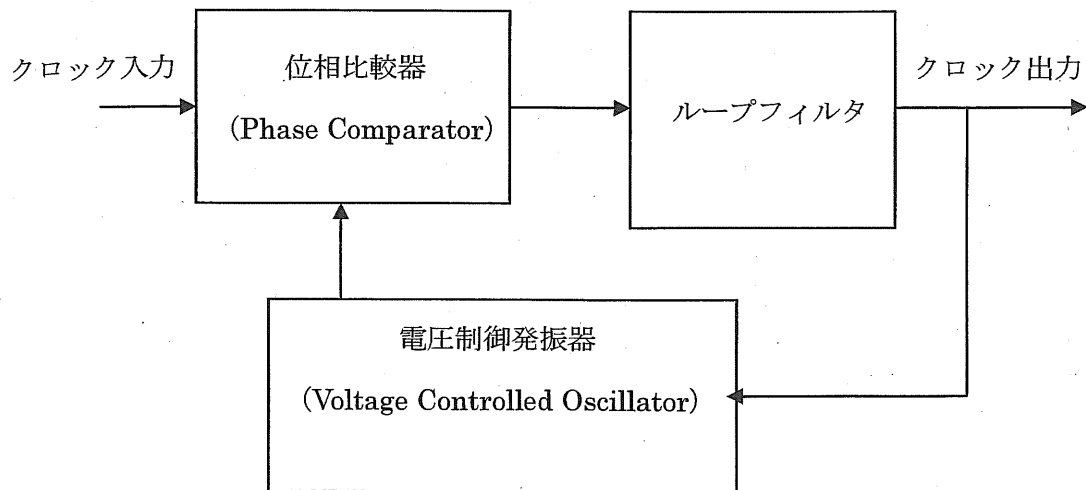 クロック入力
位相比較器
(Phase Comparator)
ループフィルタ
クロック出力
電圧制御発振器
(Voltage Controlled Oscillator)